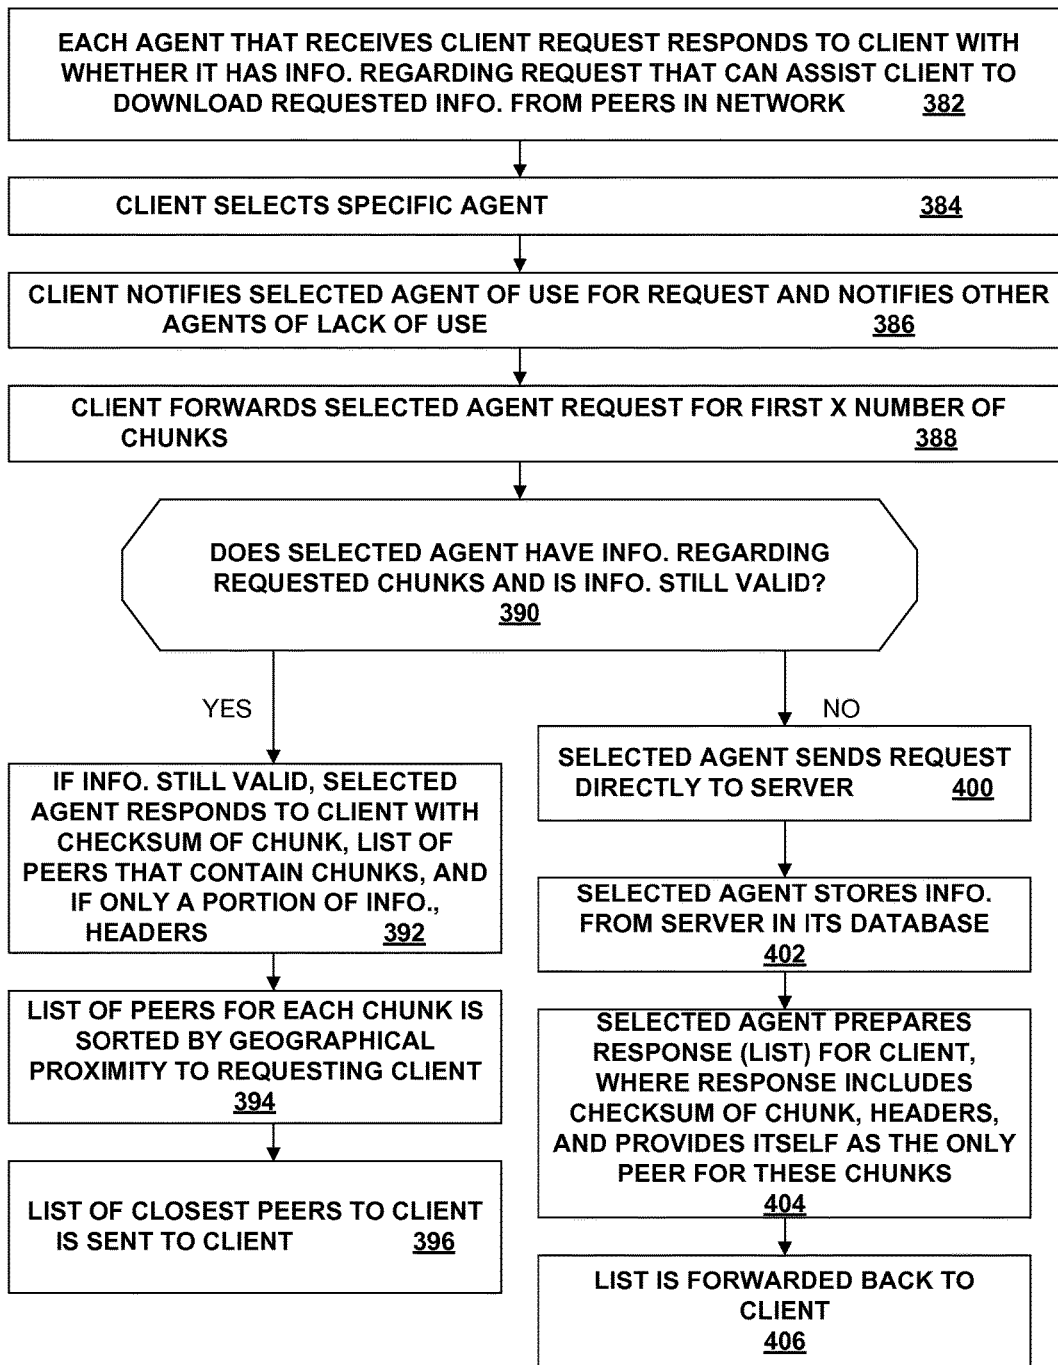 EACH AGENT THAT RECEIVES CLIENT REQUEST RESPONDS TO CLIENT WITH
WHETHER IT HAS INFO. REGARDING REQUEST THAT CAN ASSIST CLIENT TO
DOWNLOAD REQUESTED INFO. FROM PEERS IN NETWORK 382
CLIENT SELECTS SPECIFIC AGENT 384
CLIENT NOTIFIES SELECTED AGENT OF USE FOR REQUEST AND NOTIFIES OTHER
AGENTS OF LACK OF USE 386
CLIENT FORWARDS SELECTED AGENT REQUEST FOR FIRST X NUMBER OF
CHUNKS 388
DOES SELECTED AGENT HAVE INFO. REGARDING
REQUESTED CHUNKS AND IS INFO. STILL VALID?
390
YES
IF INFO. STILL VALID, SELECTED
AGENT RESPONDS TO CLIENT WITH
CHECKSUM OF CHUNK, LIST OF
PEERS THAT CONTAIN CHUNKS, AND
IF ONLY A PORTION OF INFO.,
HEADERS 392
LIST OF PEERS FOR EACH CHUNK IS
SORTED BY GEOGRAPHICAL
PROXIMITY TO REQUESTING CLIENT
394
LIST OF CLOSEST PEERS TO CLIENT
IS SENT TO CLIENT 396
NO
SELECTED AGENT SENDS REQUEST
DIRECTLY TO SERVER 400
SELECTED AGENT STORES INFO.
FROM SERVER IN ITS DATABASE
402
SELECTED AGENT PREPARES
RESPONSE (LIST) FOR CLIENT,
WHERE RESPONSE INCLUDES
CHECKSUM OF CHUNK, HEADERS,
AND PROVIDES ITSELF AS THE ONLY
PEER FOR THESE CHUNKS
404
LIST IS FORWARDED BACK TO
CLIENT
406